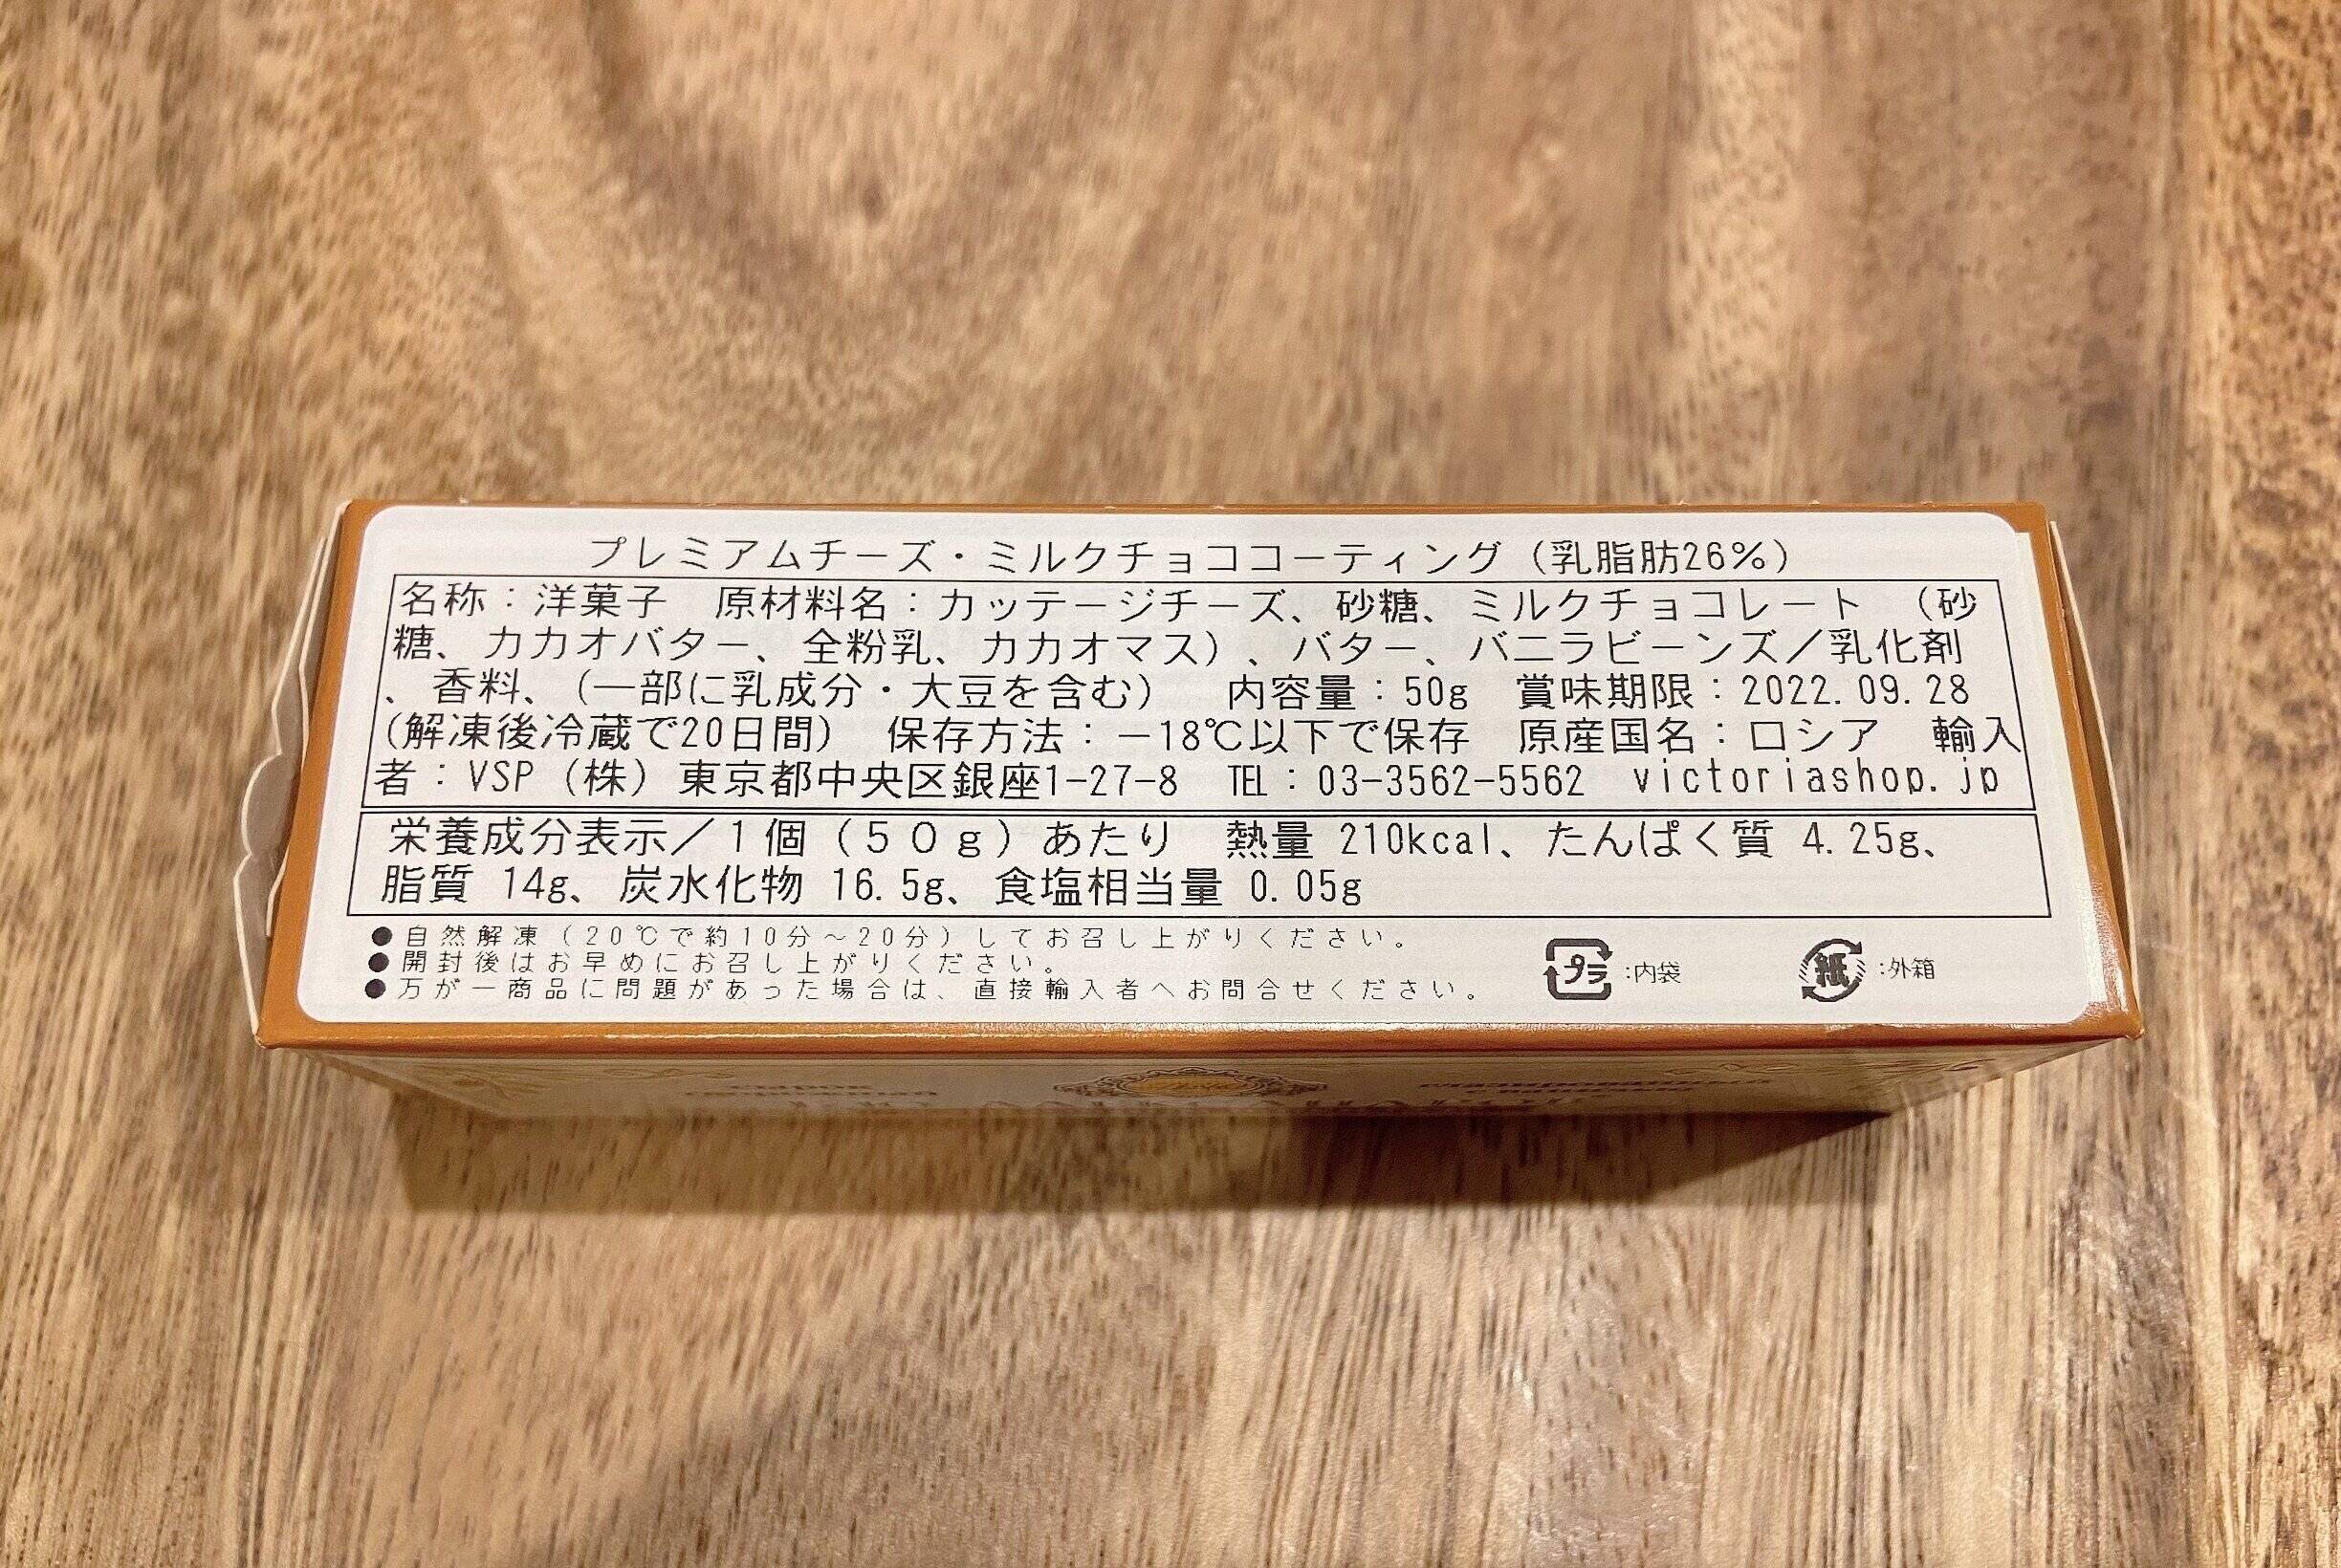 プレミアムチーズ・ミルクチョココーティング（乳脂肪26%）
名称：洋菓子　原材料名：カッテージチーズ、砂糖、ミルクチョコレート　（砂
糖、カカオバター、全粉乳、カカオマス）、バター、バニラビーンズ／乳化剤
、香料、（一部に乳成分・大豆を含む）　内容量：50g　賞味期限：2022.09.28
（解凍後冷蔵で20日間）　保存方法：－18℃以下で保存　原産国名：ロシア　輸入
者：VSP（株）東京都中央区銀座1-27-8　TEL：03-3562-5562　victoriashop.jp
栄養成分表示／１個（５０ｇ）あたり　熱量 210kcal、たんぱく質 4.25g、
脂質 14g、炭水化物 16.5g、食塩相当量 0.05g
●自然解凍（20℃で約10分～20分）してお召し上がりください。
●開封後はお早めにお召し上がりください。
●万が一商品に問題があった場合は、直接輸入者へお問合せください。
プラ：内袋
紙：外箱